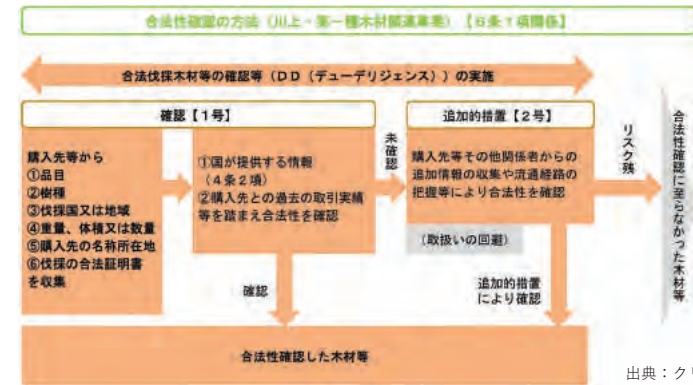 合法性確認の方法（川上・第一種木材関連事業）【6条1項関係】
合法伐採木材等の確認等（DD（デューデリジェンス））の実施
確認【1号】
購入先等から
①品目
②樹種
③伐採国又は地域
④重量、体積又は数量
⑤購入先の名称所在地
⑥伐採の合法証明書
を収集
①国が提供する情報
（4条2項）
②購入先との過去の取引実績
等を踏まえ合法性を確認
未確認
追加的措置【2号】
購入先等その他関係者からの
追加情報の収集や流通経路の
把握等により合法性を確認
（取扱いの回避）
リスク残
合法性確認に至らなかった木材等
確認
追加的措置
により確認
合法性確認した木材等
出典：クリ